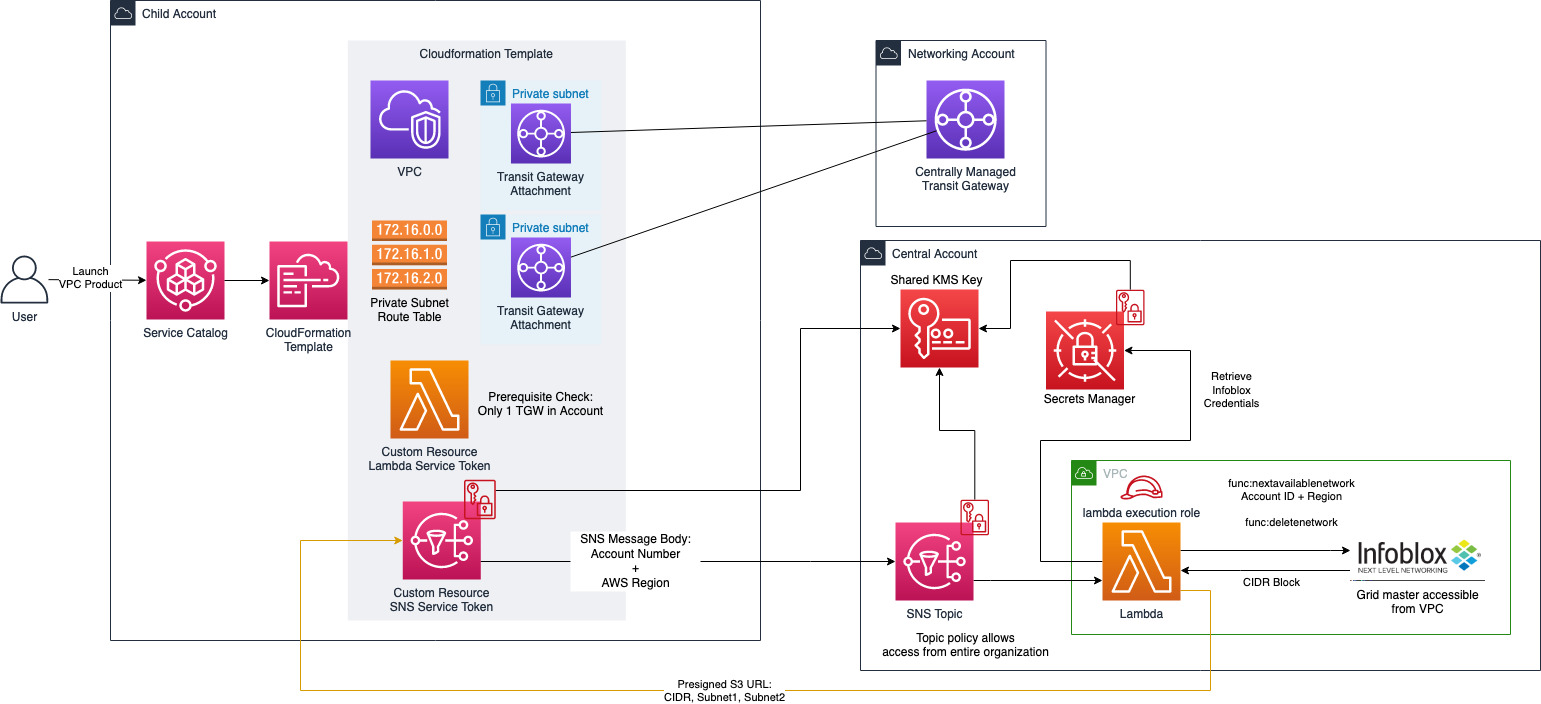 Child Account
Cloudformation Template
VPC
Private subnet
Transit Gateway
Attachment
172.16.0.0
172.16.1.0
172.16.2.0
Private Subnet
Route Table
Private subnet
Transit Gateway
Attachment
User
Launch
VPC Product
Service Catalog
CloudFormation
Template
Prerequisite Check:
Only 1 TGW in Account
Custom Resource
Lambda Service Token
Custom Resource
SNS Service Token
SNS Message Body:
Account Number
+
AWS Region
Networking Account
Centrally Managed
Transit Gateway
Central Account
Shared KMS Key
Secrets Manager
Retrieve
Infoblox
Credentials
VPC
lambda execution role
Lambda
func:nextavailablenetwork
Account ID + Region
func:deletenetwork
CIDR Block
Infoblox
NEXT LEVEL NETWORKING
Grid master accessible
from VPC
SNS Topic
Topic policy allows
access from entire organization
Presigned S3 URL:
CIDR, Subnet1, Subnet2